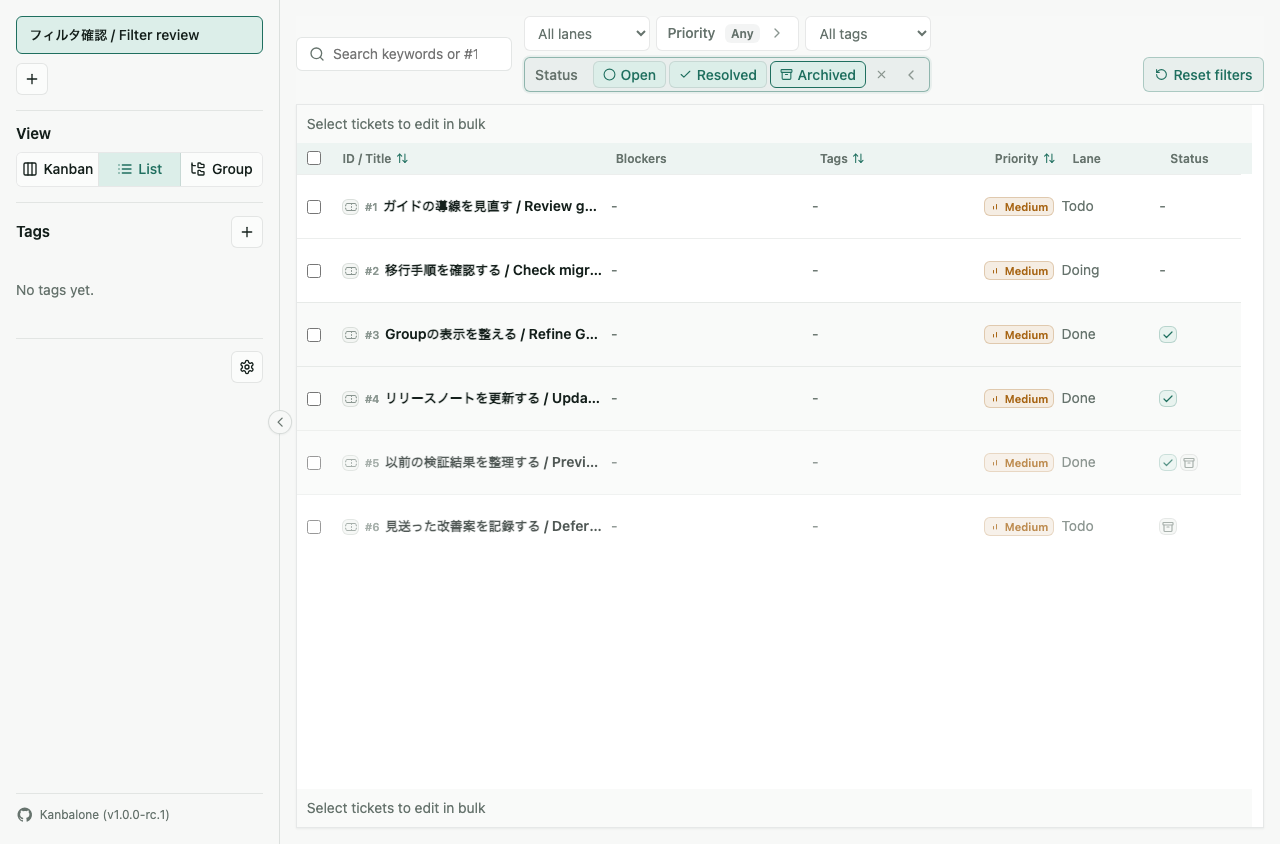 フィルタ確認 / Filter review
View
Kanban List Group
Tags
No tags yet.
Kanbalone (v1.0.0-rc.1)
Search keywords or #1
All lanes Priority Any All tags
Status Open Resolved Archived
Reset filters
Select tickets to edit in bulk
ID / Title Blockers Tags Priority Lane Status
#1 ガイドの導線を見直す / Review g... - - Medium Todo -
#2 移行手順を確認する / Check migr... - - Medium Doing -
#3 Groupの表示を整える / Refine G... - - Medium Done
#4 リリースノートを更新する / Upda... - - Medium Done
#5 以前の検証結果を整理する / Previ... - - Medium Done
#6 見送った改善案を記録する / Defer... - - Medium Todo
Select tickets to edit in bulk